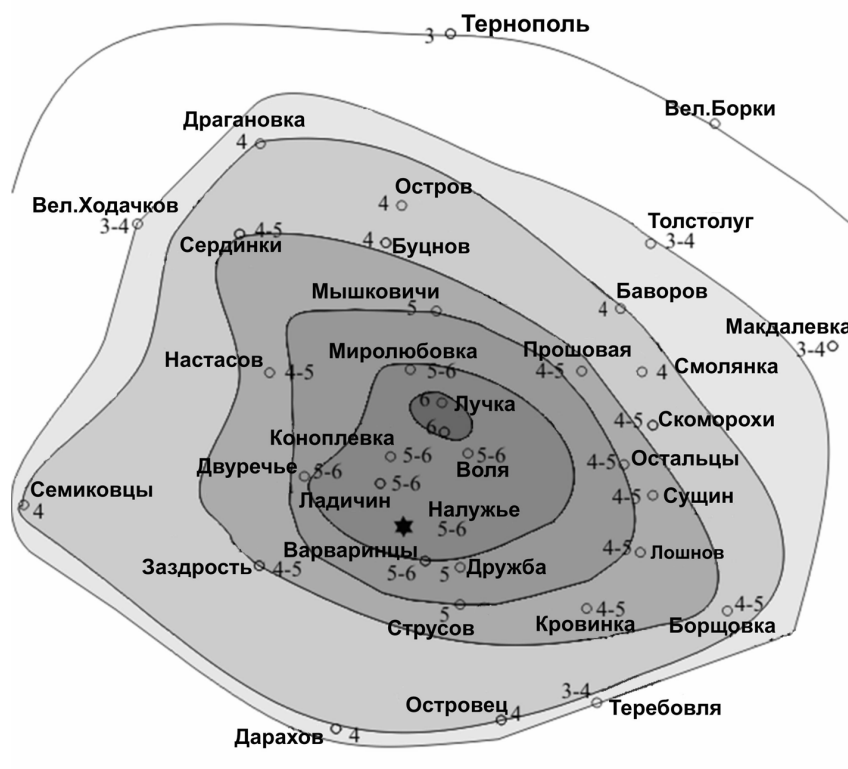 Тернополь
3
Вел.Борки
Драгановка
4
Остров
4
Вел.Ходачков
3-4
Толстолуг
3-4
4-5
Сердинки
4
Буцнов
Мышковичи
5
Баворов
4
Макдалевка
3-4
Миролюбовка
5-6
Прошовая
4-5
Настасов
4-5
4 Смолянка
6 Лучка
6
4-5 Скоморохи
Коноплевка
5-6
5-6
Воля
4-5 Остальцы
Двуречье 5-6
5-6
Ладичин
Семиковцы
4
4-5 Сущин
Налужье
5-6
Варваринцы
5-6
5 Дружба
4-5 Лошнов
Заздрость 4-5
5
Струсов
4-5
Кровинка
4-5
Борщовка
3-4
Теребовля
Островец 4
Дарахов 4